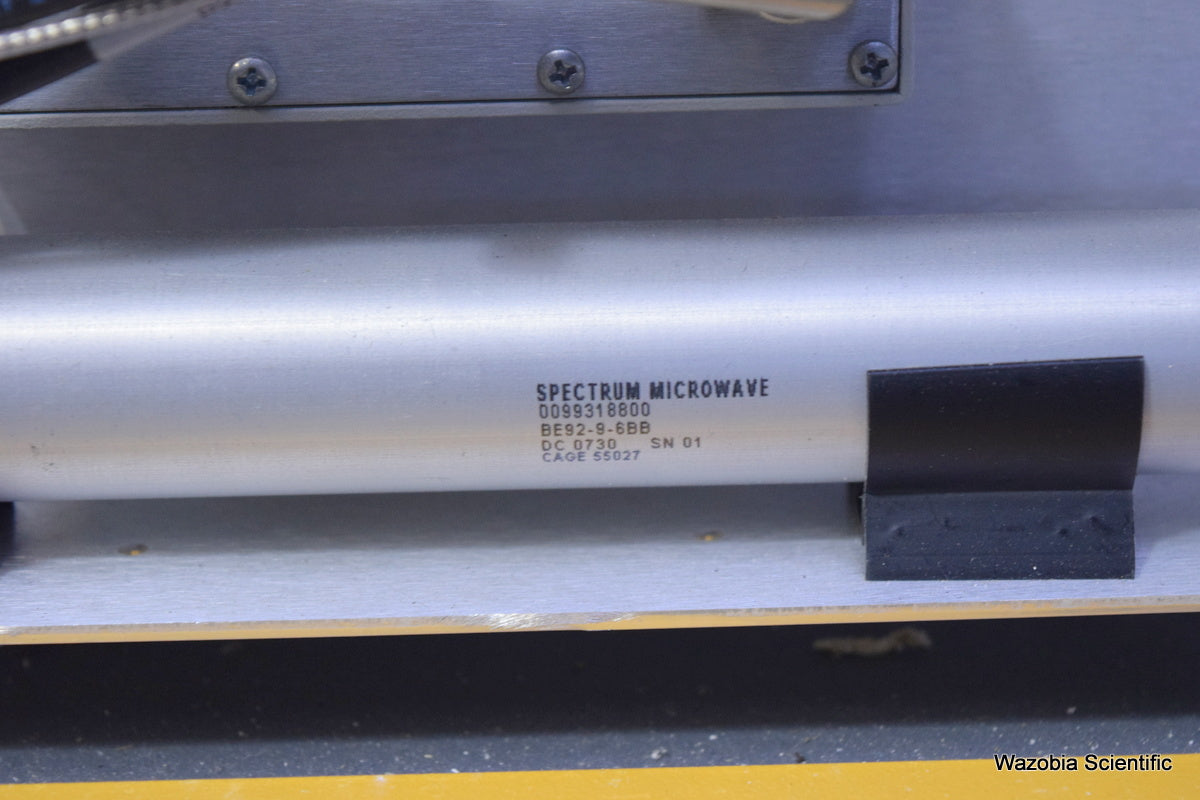 SPECTRUM MICROWAVE
0099318800
BE92-9-6BB
DC 0730 SN 01
CAGE 55027
Wazobia Scientific